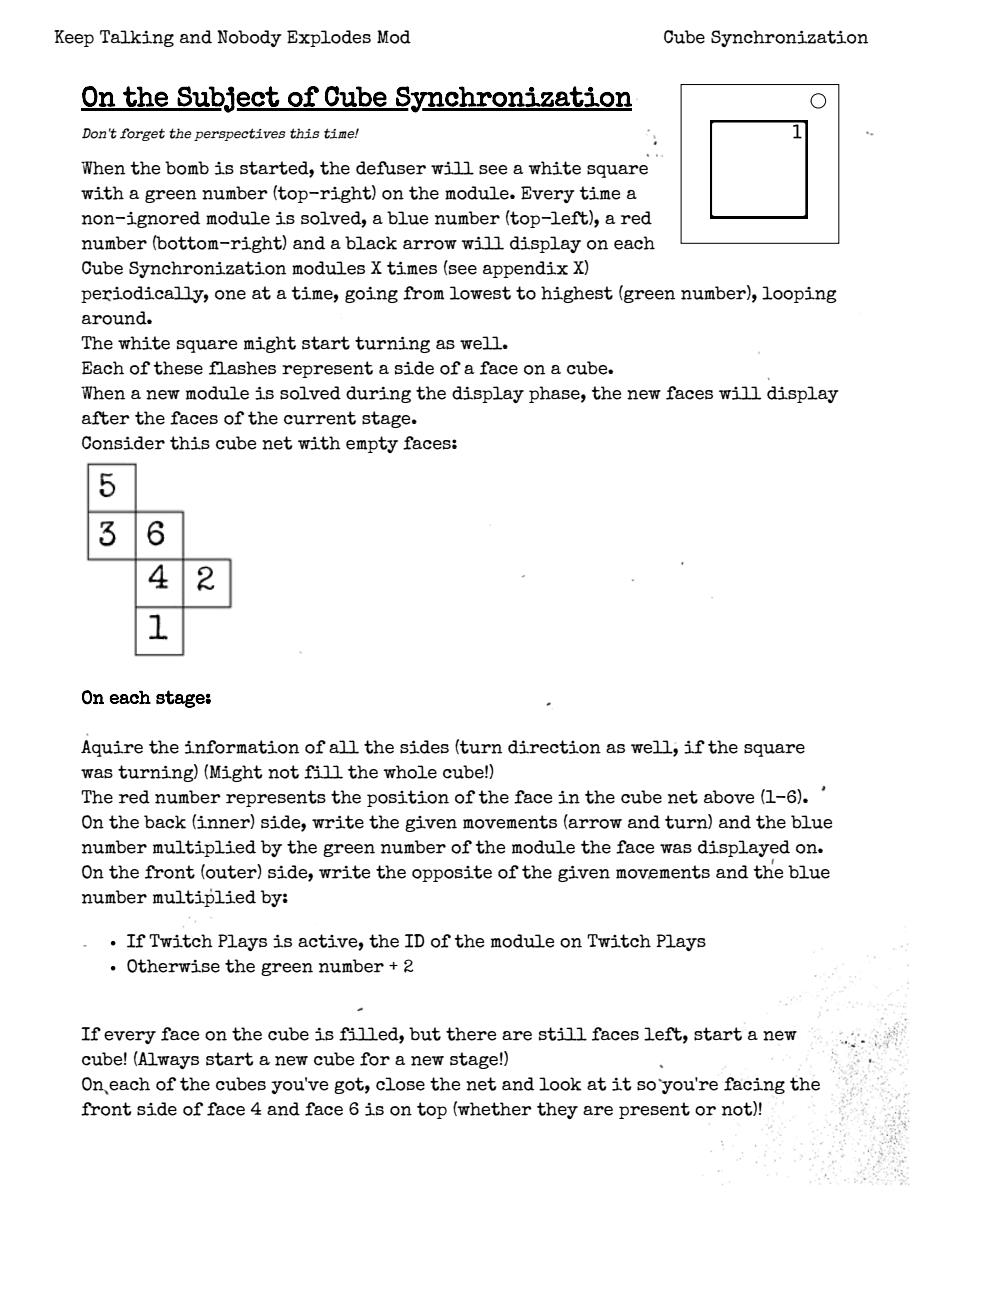 Keep Talking and Nobody Explodes Mod
Cube Synchronization
On the Subject of Cube Synchronization
Don't forget the perspectives this time!
1
When the bomb is started, the defuser will see a white square
with a green number (top-right) on the module. Every time a
non-ignored module is solved, a blue number (top-left), a red
number (bottom-right) and a black arrow will display on each
Cube Synchronization modules X times (see appendix X)
periodically, one at a time, going from lowest to highest (green number), looping
around.
The white square might start turning as well.
Each of these flashes represent a side of a face on a cube.
When a new module is solved during the display phase, the new faces will display
after the faces of the current stage.
Consider this cube net with empty faces:
5
3 6
4 2
1
On each stage:
Aquire the information of all the sides (turn direction as well, if the square
was turning) (Might not fill the whole cube!)
The red number represents the position of the face in the cube net above (1-6).
On the back (inner) side, write the given movements (arrow and turn) and the blue
number multiplied by the green number of the module the face was displayed on.
On the front (outer) side, write the opposite of the given movements and the blue
number multiplied by:
• If Twitch Plays is active, the ID of the module on Twitch Plays
• Otherwise the green number + 2
If every face on the cube is filled, but there are still faces left, start a new
cube! (Always start a new cube for a new stage!)
On each of the cubes you've got, close the net and look at it so you're facing the
front side of face 4 and face 6 is on top (whether they are present or not)!